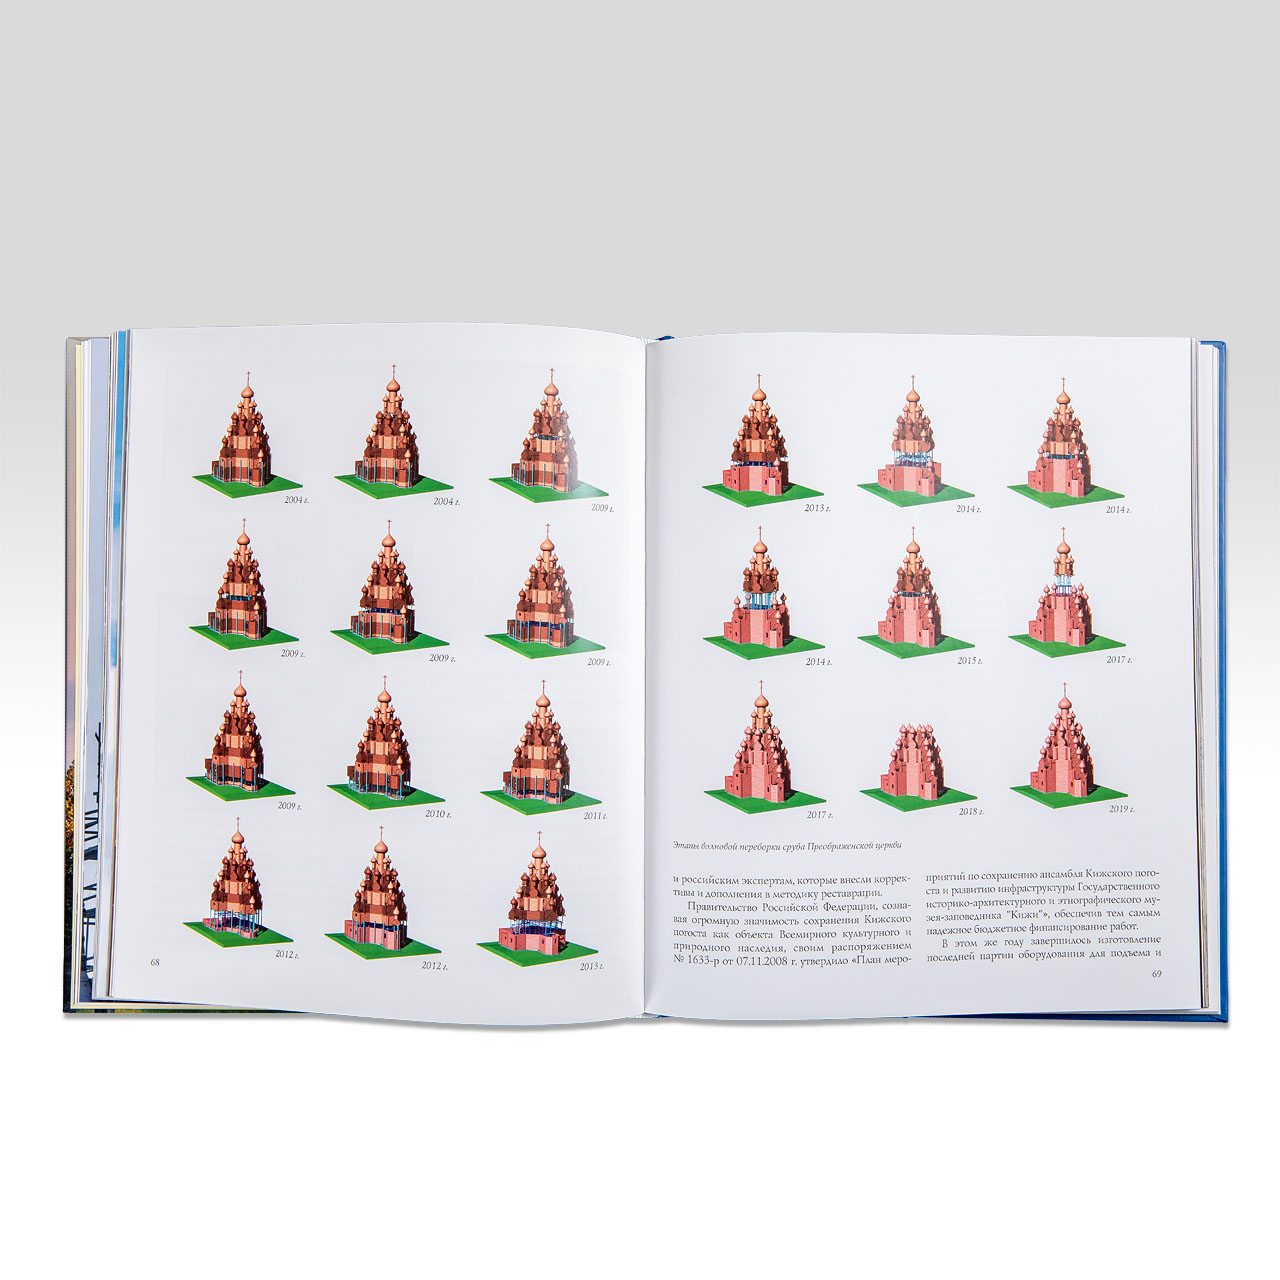 2004 г.
2004 г.
2009 г.
2009 г.
2009 г.
2009 г.
2009 г.
2010 г.
2011 г.
2012 г.
2012 г.
2013 г.
68
2013 г.
2014 г.
2014 г.
2014 г.
2015 г.
2017 г.
2017 г.
2018 г.
2019 г.
Этапы волновой переборки сруба Преображенской церкви
и российским экспертам, которые внесли коррек-
тивы и дополнения в методику реставрации.
Правительство Российской Федерации, созна-
вая огромную значимость сохранения Кижского
погоста как объекта Всемирного культурного и
природного наследия, своим распоряжением
№ 1633-р от 07.11.2008 г. утвердило «План меро-
приятий по сохранению ансамбля Кижского пого-
ста и развитию инфраструктуры Государственного
историко-архитектурного и этнографического му-
зея-заповедника "Кижи"», обеспечив тем самым
надежное бюджетное финансирование работ.
В этом же году завершилось изготовление
последней партии оборудования для подъема и
69